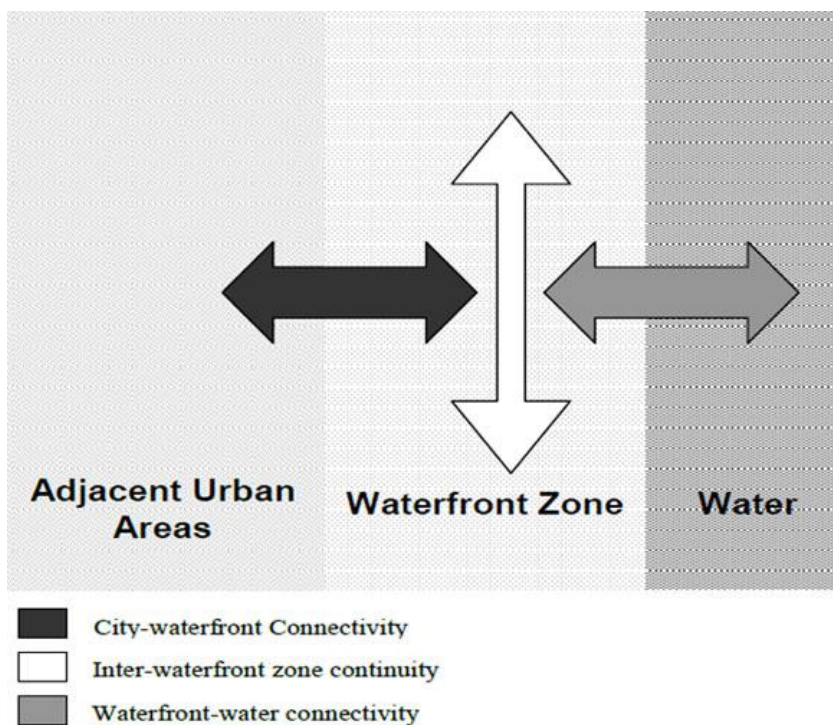 Adjacent Urban
Areas
Waterfront Zone
Water
City-waterfront Connectivity
Inter-waterfront zone continuity
Waterfront-water connectivity